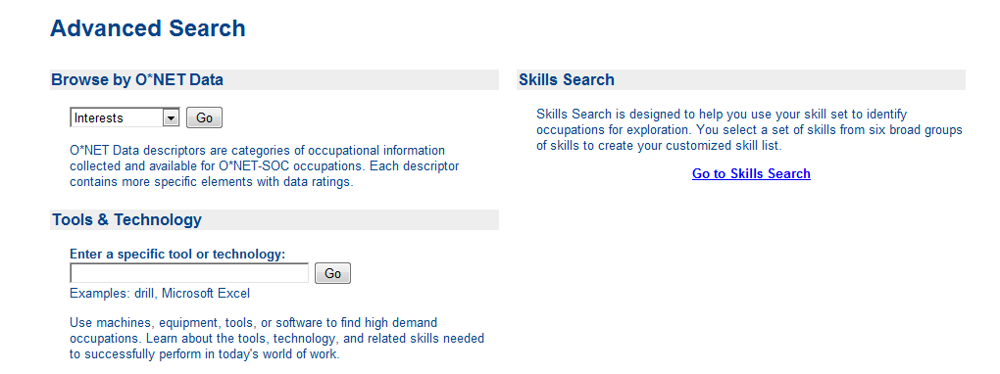 Advanced Search
Browse by O*NET Data
Interests
Go
O*NET Data descriptors are categories of occupational information
collected and available for O*NET-SOC occupations. Each descriptor
contains more specific elements with data ratings.
Tools & Technology
Enter a specific tool or technology:
Go
Examples: drill, Microsoft Excel
Use machines, equipment, tools, or software to find high demand
occupations. Learn about the tools, technology, and related skills needed
to successfully perform in today's world of work.
Skills Search
Skills Search is designed to help you use your skill set to identify
occupations for exploration. You select a set of skills from six broad groups
of skills to create your customized skill list.
Go to Skills Search